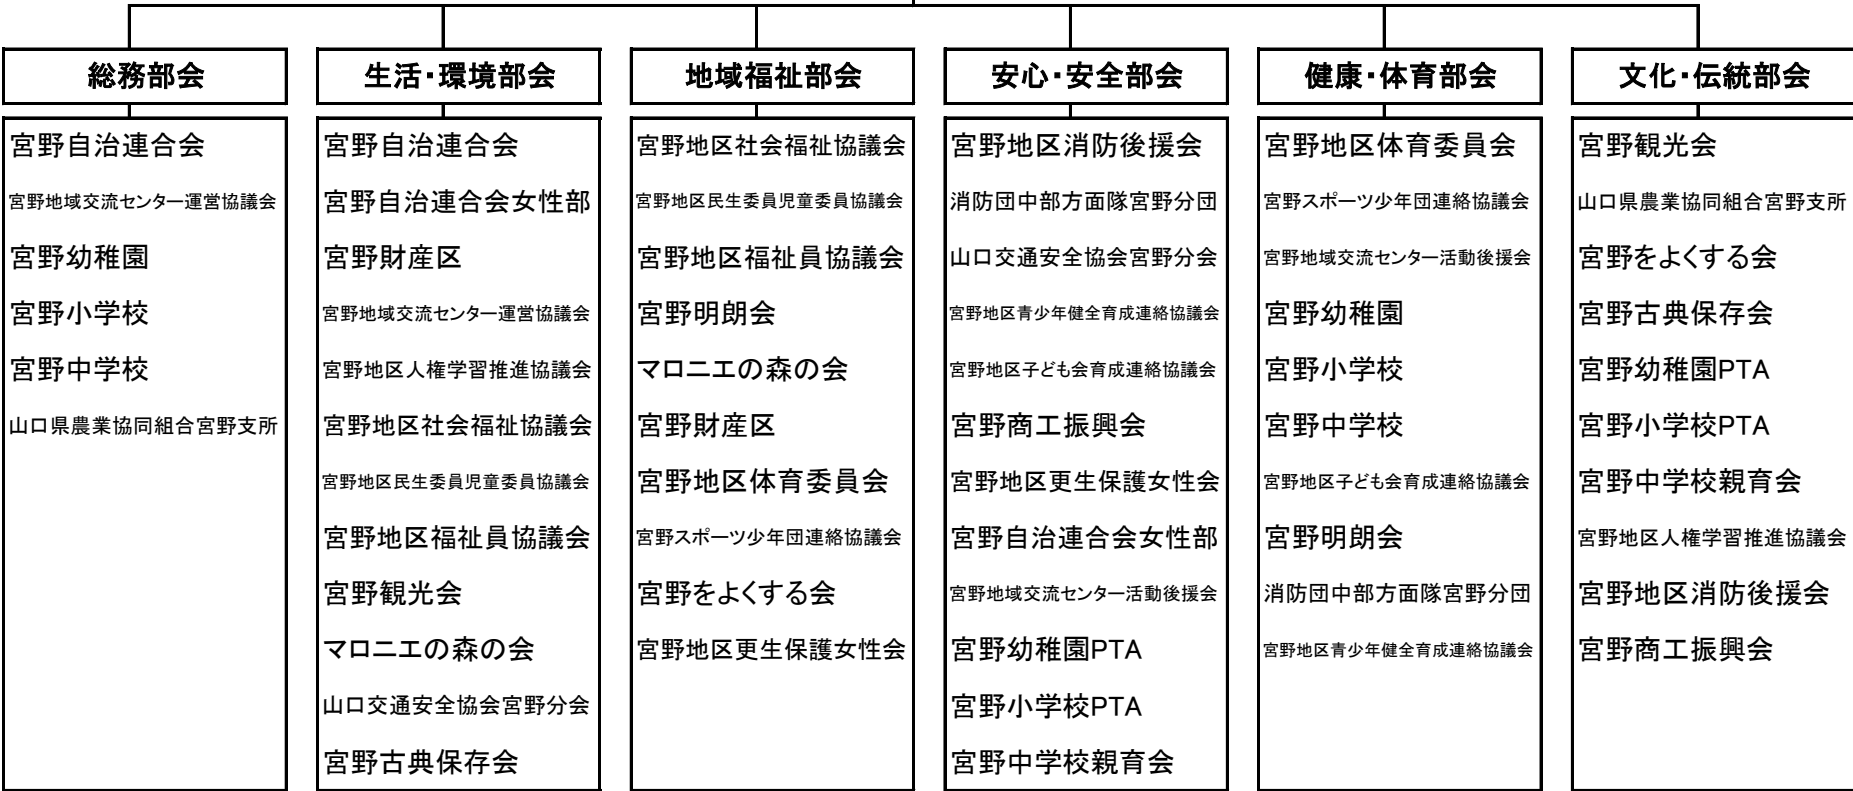 総務部会
宮野自治連合会
宮野地域交流センター運営協議会
宮野幼稚園
宮野小学校
宮野中学校
山口県農業協同組合宮野支所
生活・環境部会
宮野自治連合会
宮野自治連合会女性部
宮野財産区
宮野地域交流センター運営協議会
宮野地区人権学習推進協議会
宮野地区社会福祉協議会
宮野地区民生委員児童委員協議会
宮野地区福祉員協議会
宮野観光会
マロニエの森の会
山口交通安全協会宮野分会
宮野古典保存会
地域福祉部会
宮野地区社会福祉協議会
宮野地区民生委員児童委員協議会
宮野地区福祉員協議会
宮野明朗会
マロニエの森の会
宮野財産区
宮野地区体育委員会
宮野スポーツ少年団連絡協議会
宮野をよくする会
宮野地区更生保護女性会
安心・安全部会
宮野地区消防後援会
消防団中部方面隊宮野分団
山口交通安全協会宮野分会
宮野地区青少年健全育成連絡協議会
宮野地区子ども会育成連絡協議会
宮野商工振興会
宮野地区更生保護女性会
宮野自治連合会女性部
宮野地域交流センター活動後援会
宮野幼稚園PTA
宮野小学校PTA
宮野中学校親育会
健康・体育部会
宮野地区体育委員会
宮野スポーツ少年団連絡協議会
宮野地域交流センター活動後援会
宮野幼稚園
宮野小学校
宮野中学校
宮野地区子ども会育成連絡協議会
宮野明朗会
消防団中部方面隊宮野分団
宮野地区青少年健全育成連絡協議会
文化・伝統部会
宮野観光会
山口県農業協同組合宮野支所
宮野をよくする会
宮野古典保存会
宮野幼稚園PTA
宮野小学校PTA
宮野中学校親育会
宮野地区人権学習推進協議会
宮野地区消防後援会
宮野商工振興会